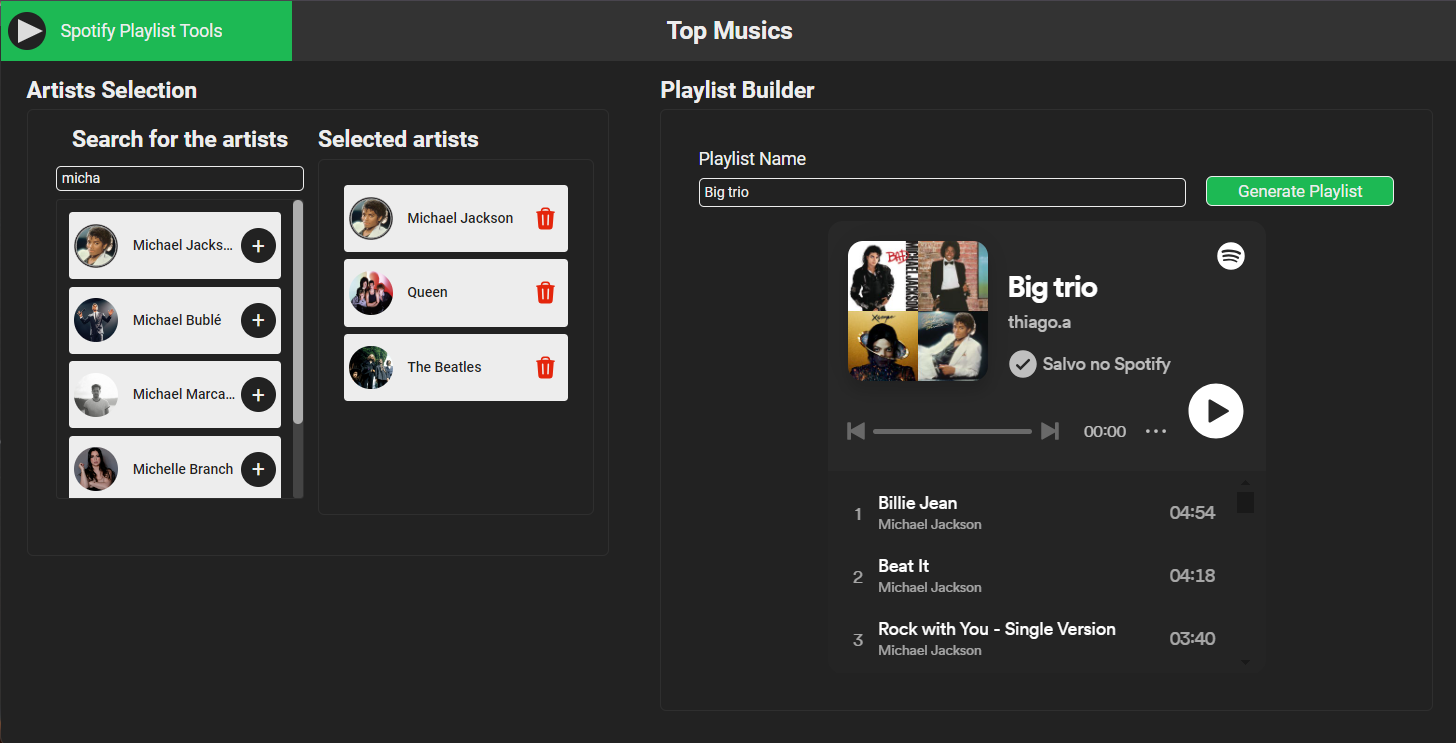 Spotify Playlist Tools
Top Musics
Artists Selection
Search for the artists
micha
Michael Jacks...
+
Michael Bublé
+
Michael Marca...
+
Michelle Branch
+
Selected artists
Michael Jackson
Queen
The Beatles
Playlist Builder
Playlist Name
Big trio
Generate Playlist
BAD
MICHAEL JACKSON
XSCAPE
Big trio
thiago.a
Salvo no Spotify
00:00
1 Billie Jean 04:54
Michael Jackson
2 Beat It 04:18
Michael Jackson
3 Rock with You - Single Version 03:40
Michael Jackson